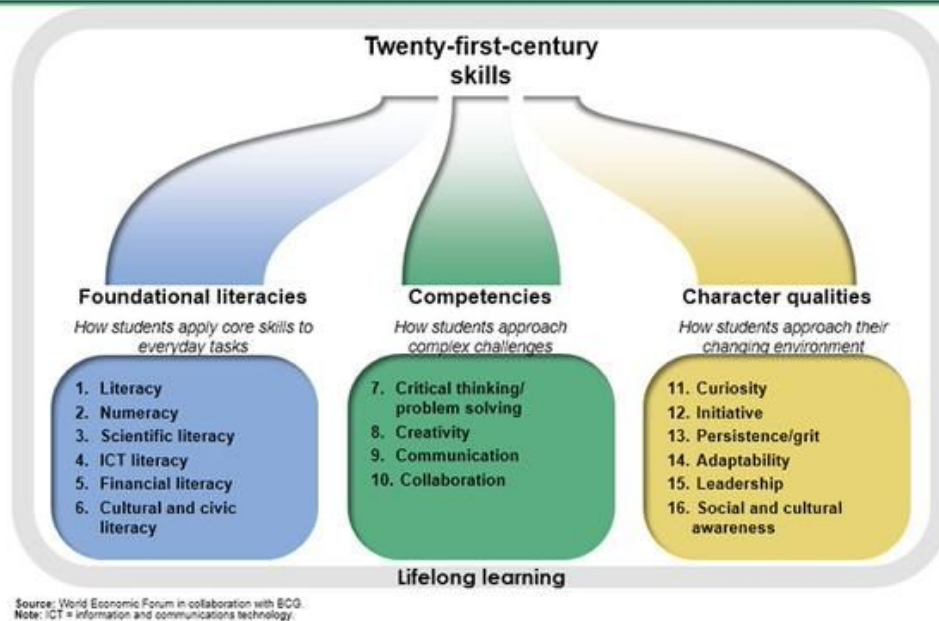 Twenty-first-century
skills
Foundational literacies
How students apply core skills to
everyday tasks
1. Literacy
2. Numeracy
3. Scientific literacy
4. ICT literacy
5. Financial literacy
6. Cultural and civic
literacy
Competencies
How students approach
complex challenges
7. Critical thinking/
problem solving
8. Creativity
9. Communication
10. Collaboration
Character qualities
How students approach their
changing environment
11. Curiosity
12. Initiative
13. Persistence/grit
14. Adaptability
15. Leadership
16. Social and cultural
awareness
Lifelong learning
Source: World Economic Forum in collaboration with BCG.
Note: ICT = information and communications technology.